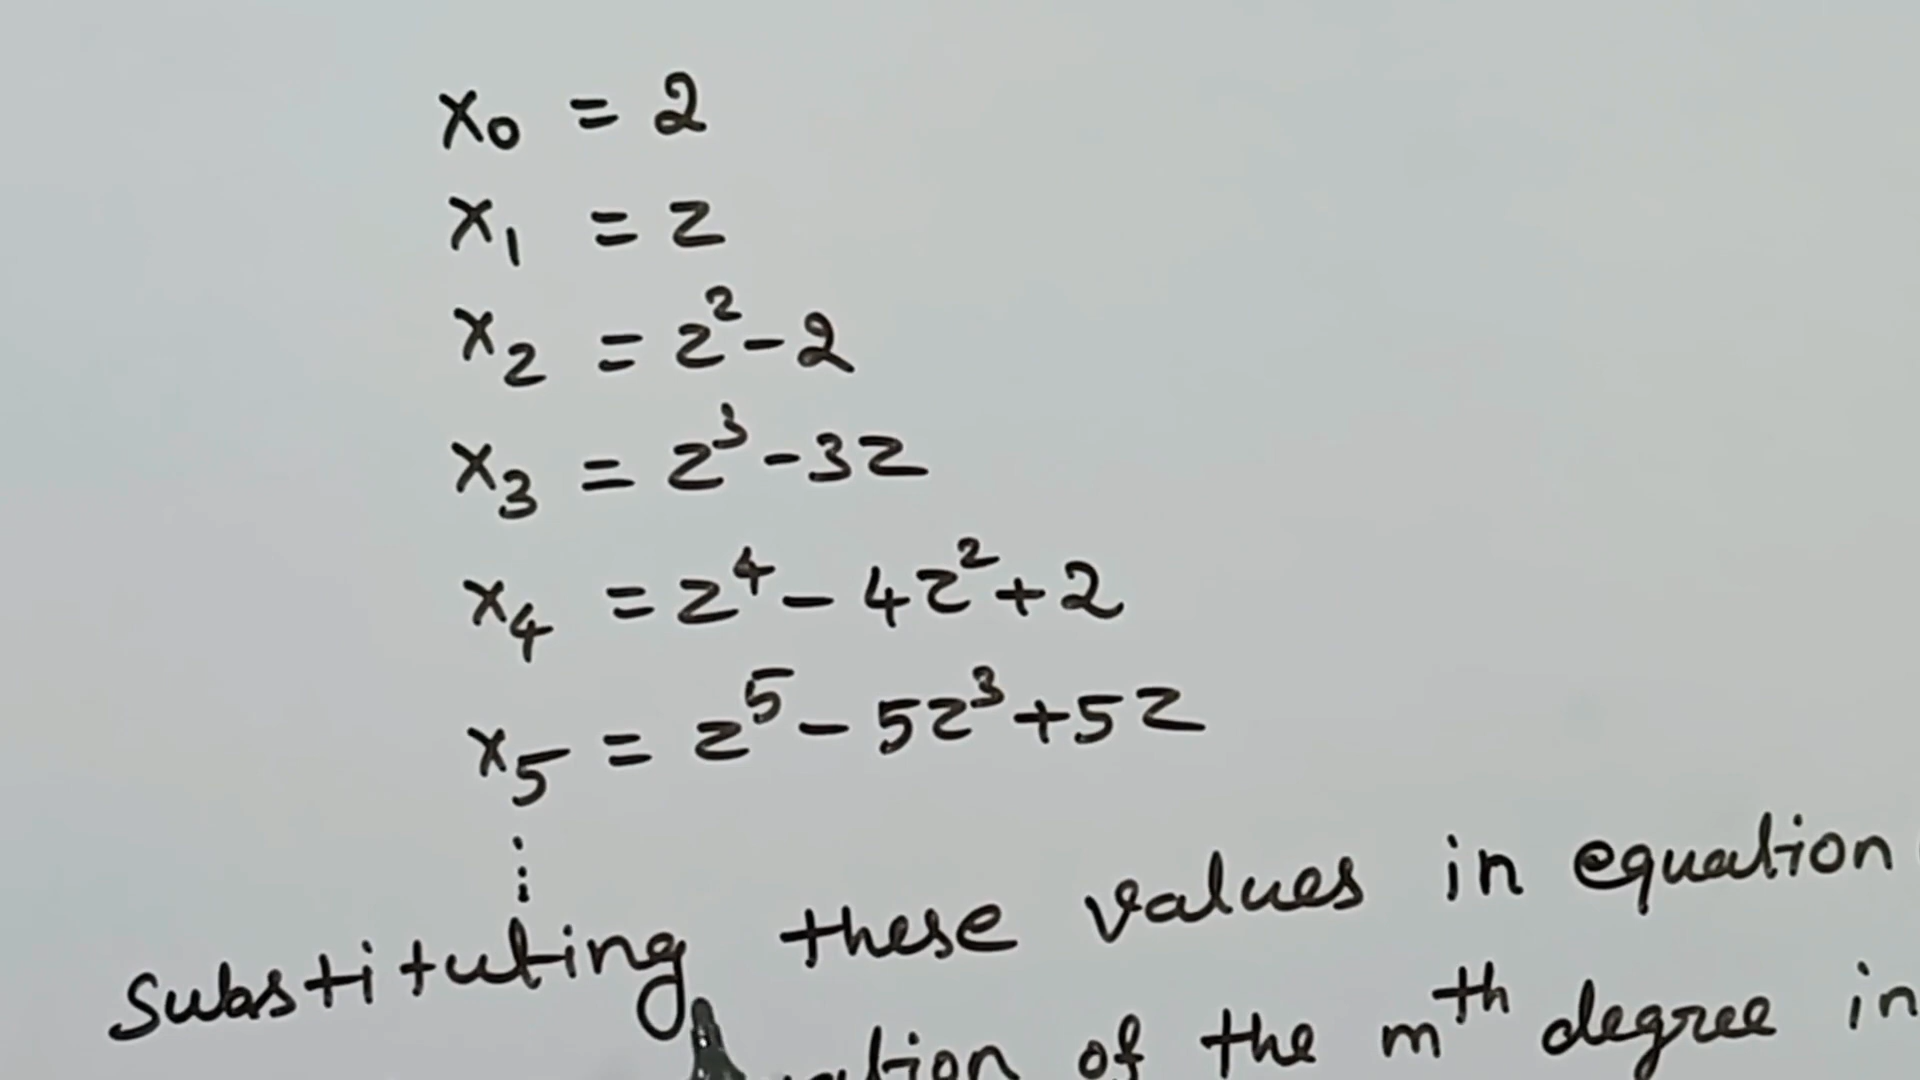 x₀ = 2
x₁ = z
x₂ = z² - 2
x₃ = z³ - 3z
x₄ = z⁴ - 4z² + 2
x₅ = z⁵ - 5z³ + 5z
⋮
Substituting these values in equation
of the mᵗʰ degree in